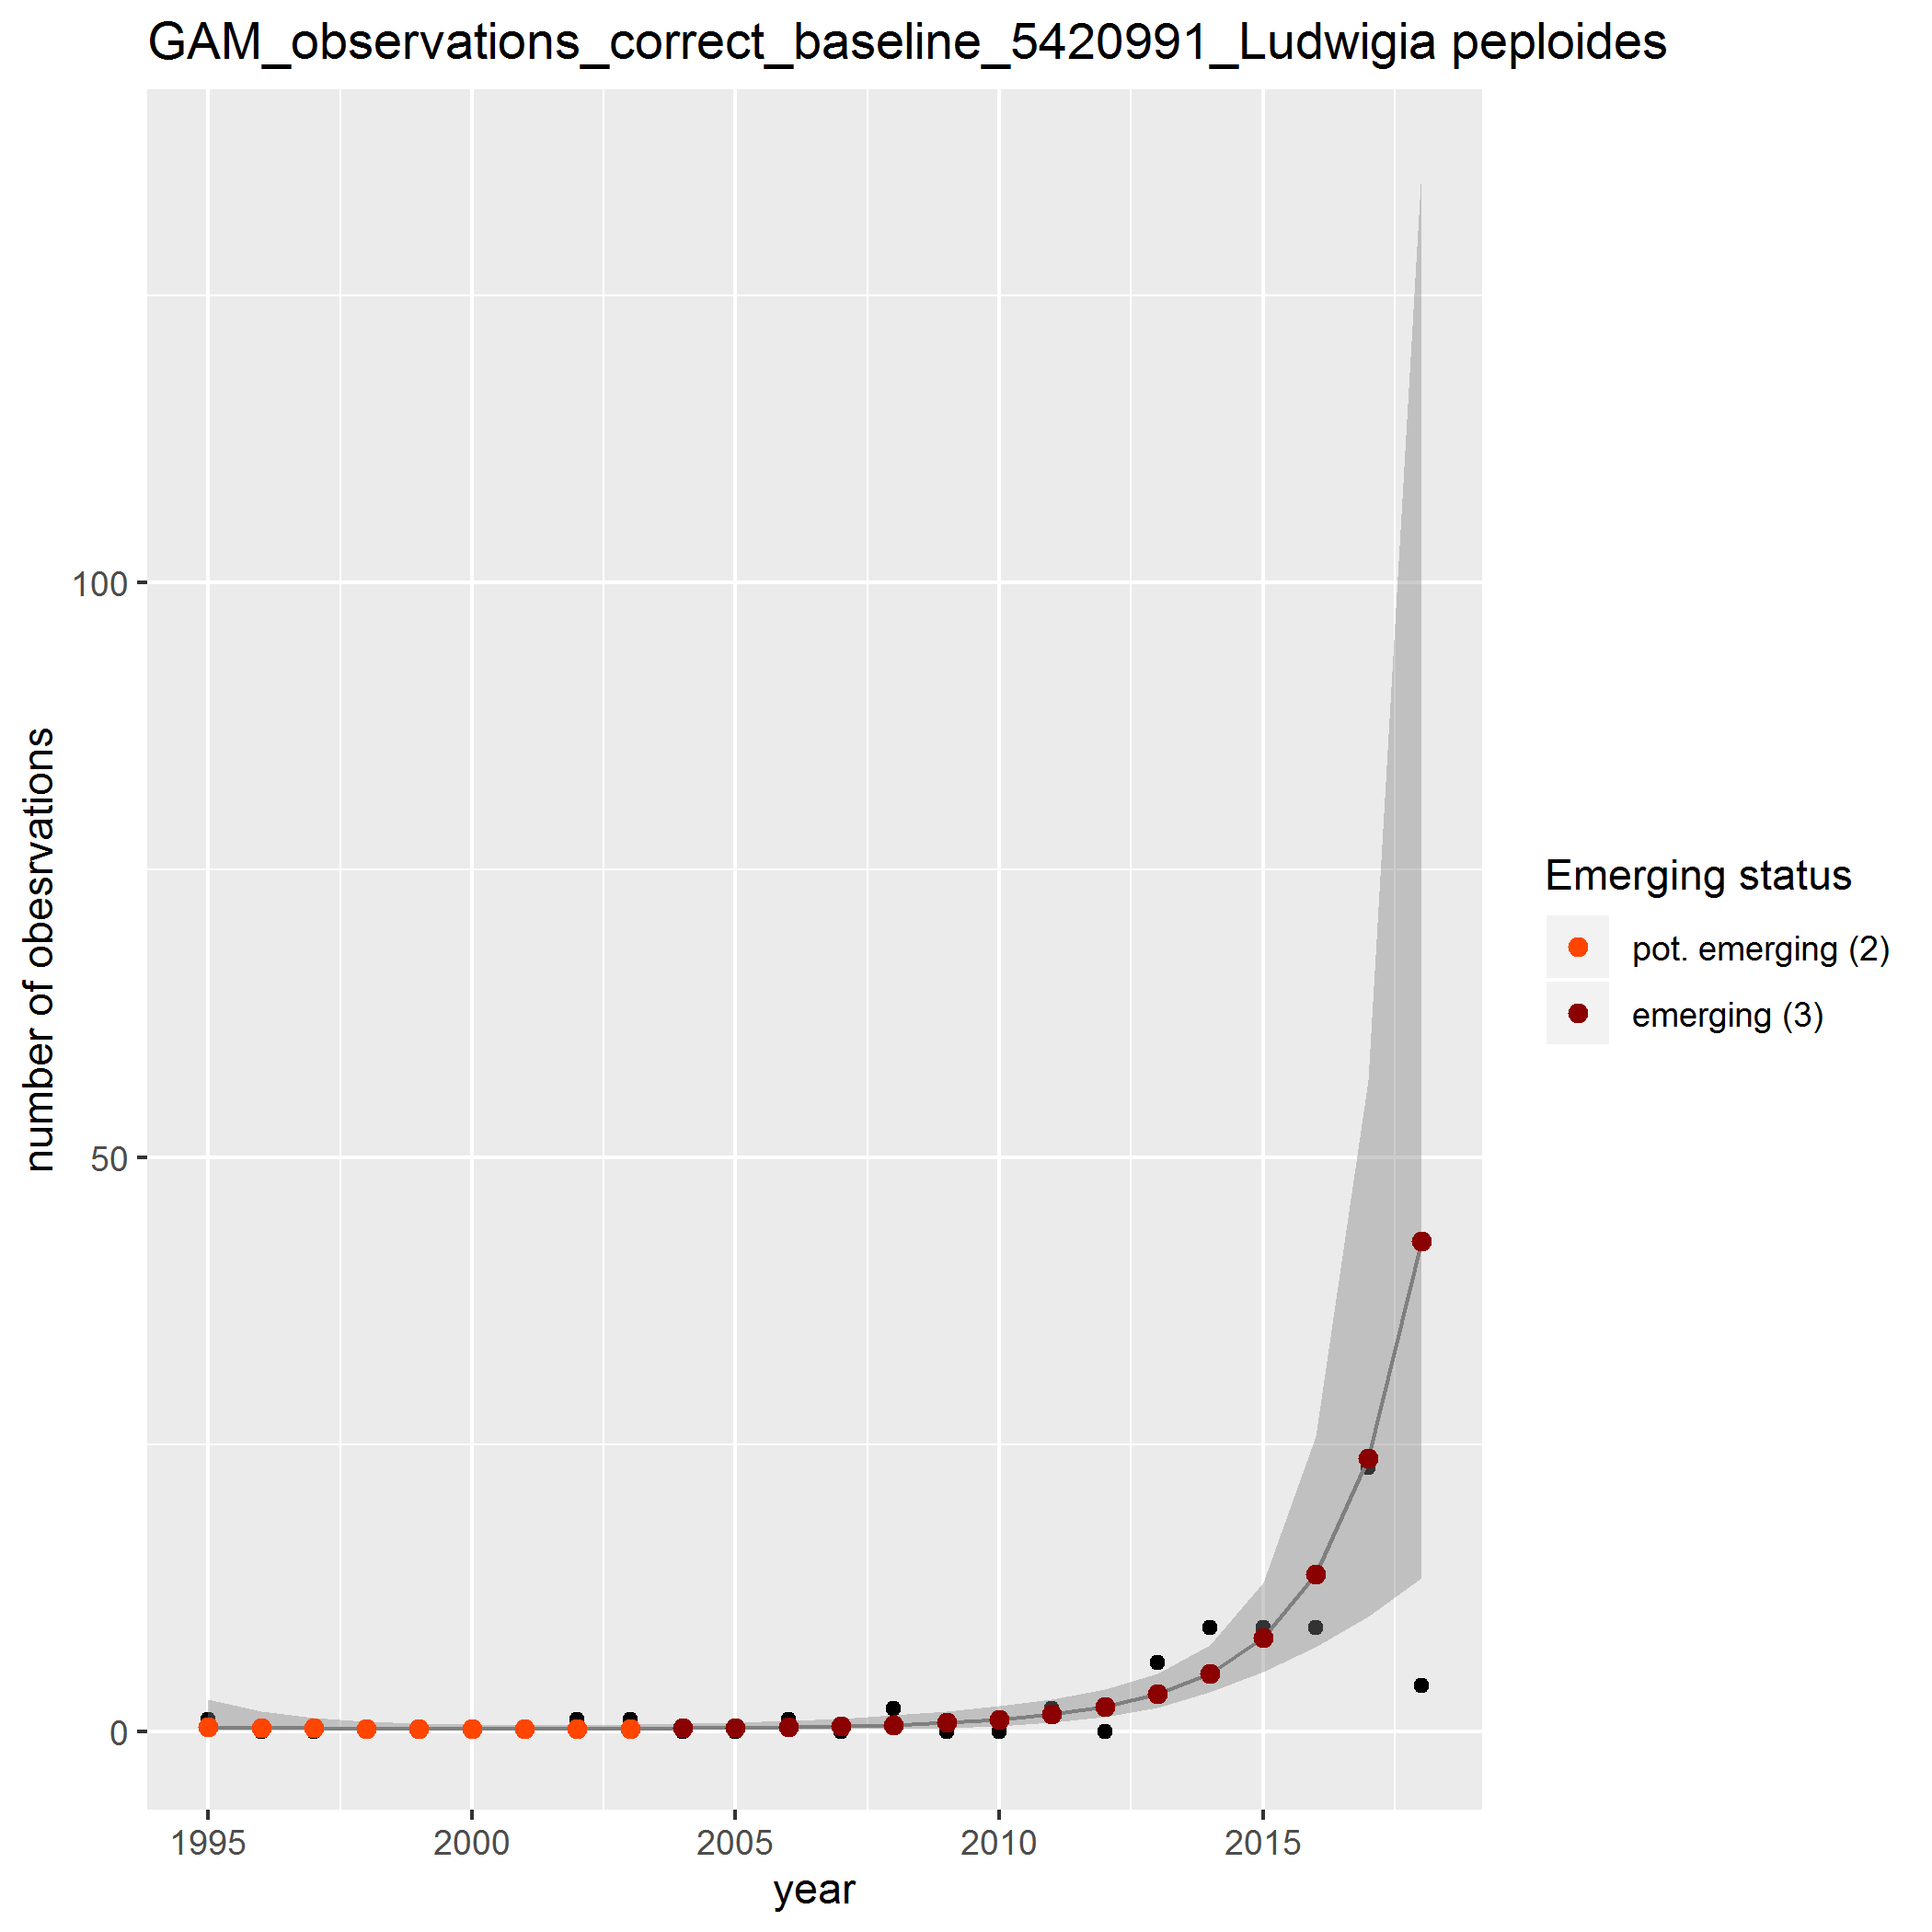 GAM_observations_correct_baseline_5420991_Ludwigia peploides
number of obesrvations
100
50
0
1995 2000 2005 2010 2015
year
Emerging status
pot. emerging (2)
emerging (3)